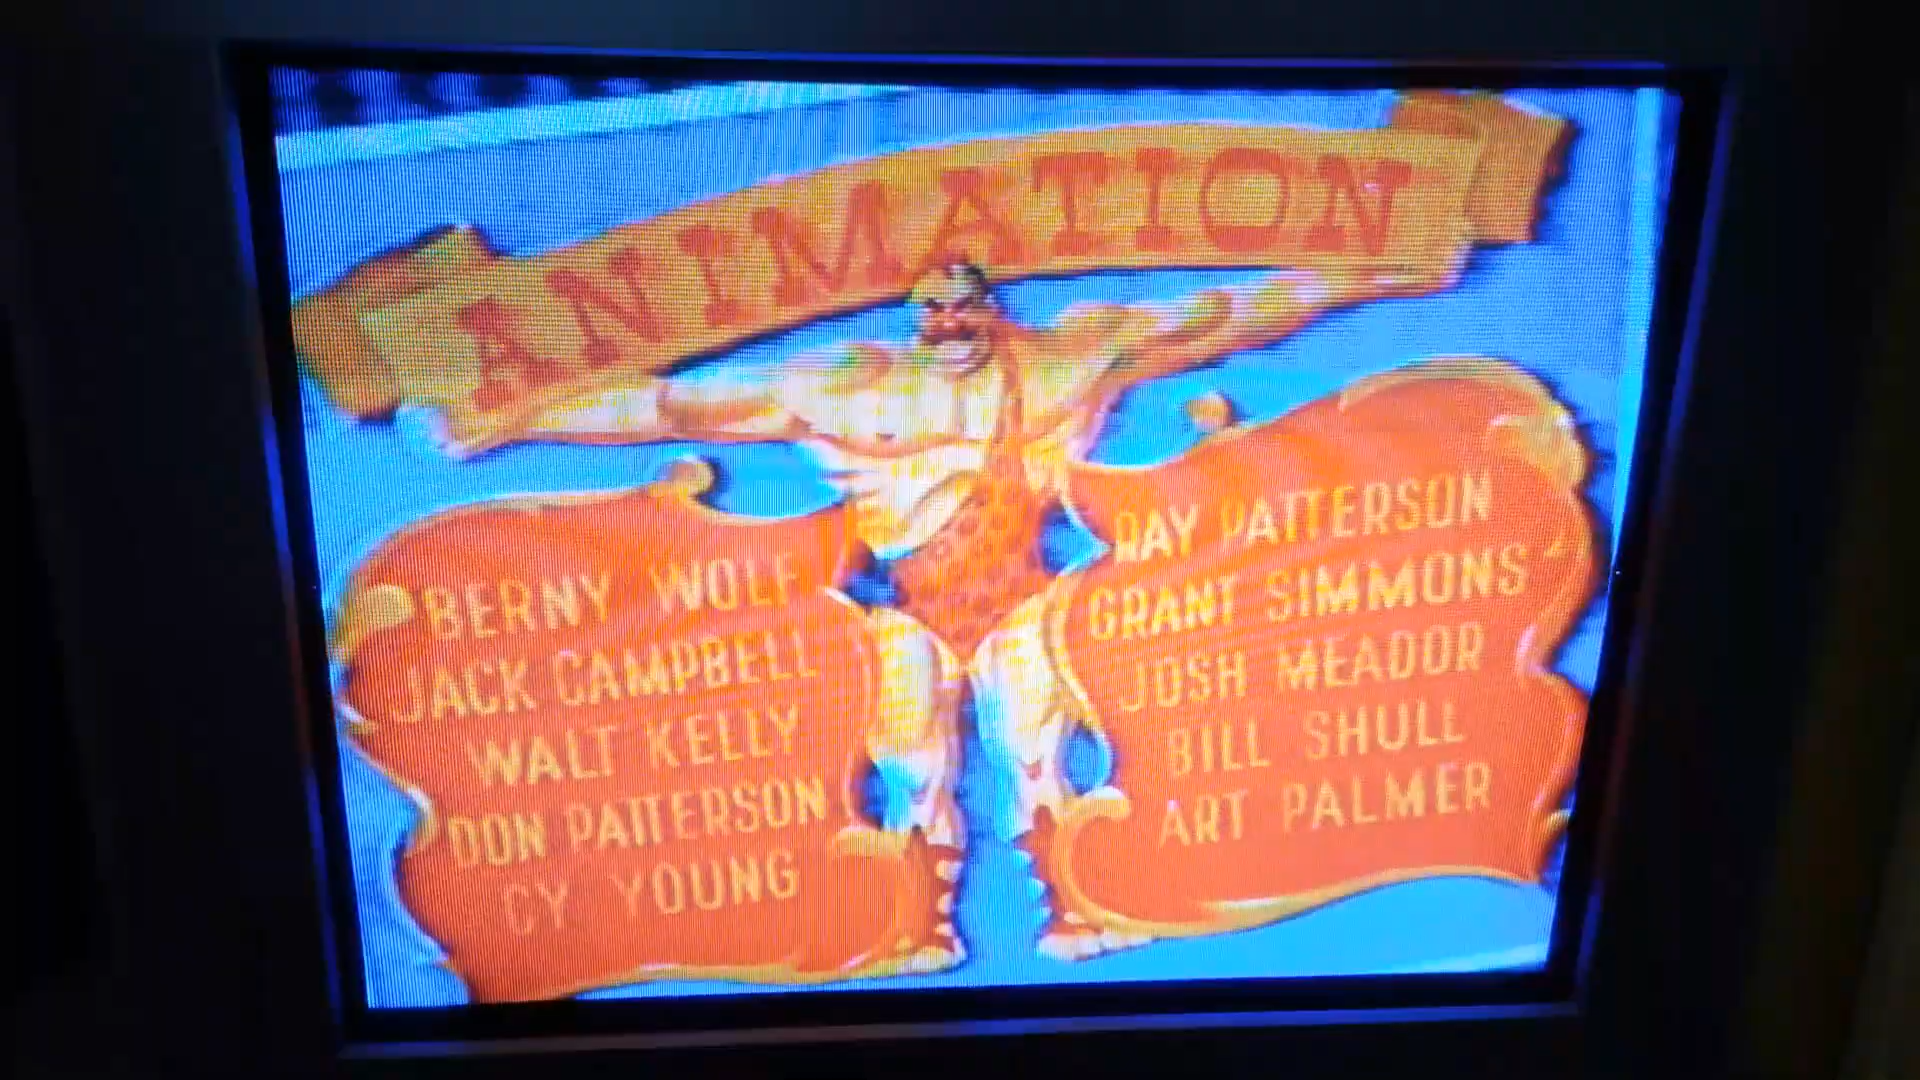 ANIMATION
BERNY WOLF
JACK CAMPBELL
WALT KELLY
DON PATTERSON
CY YOUNG
RAY PATTERSON
GRANT SIMMONS
JOSH MEADOR
BILL SHULL
ART PALMER